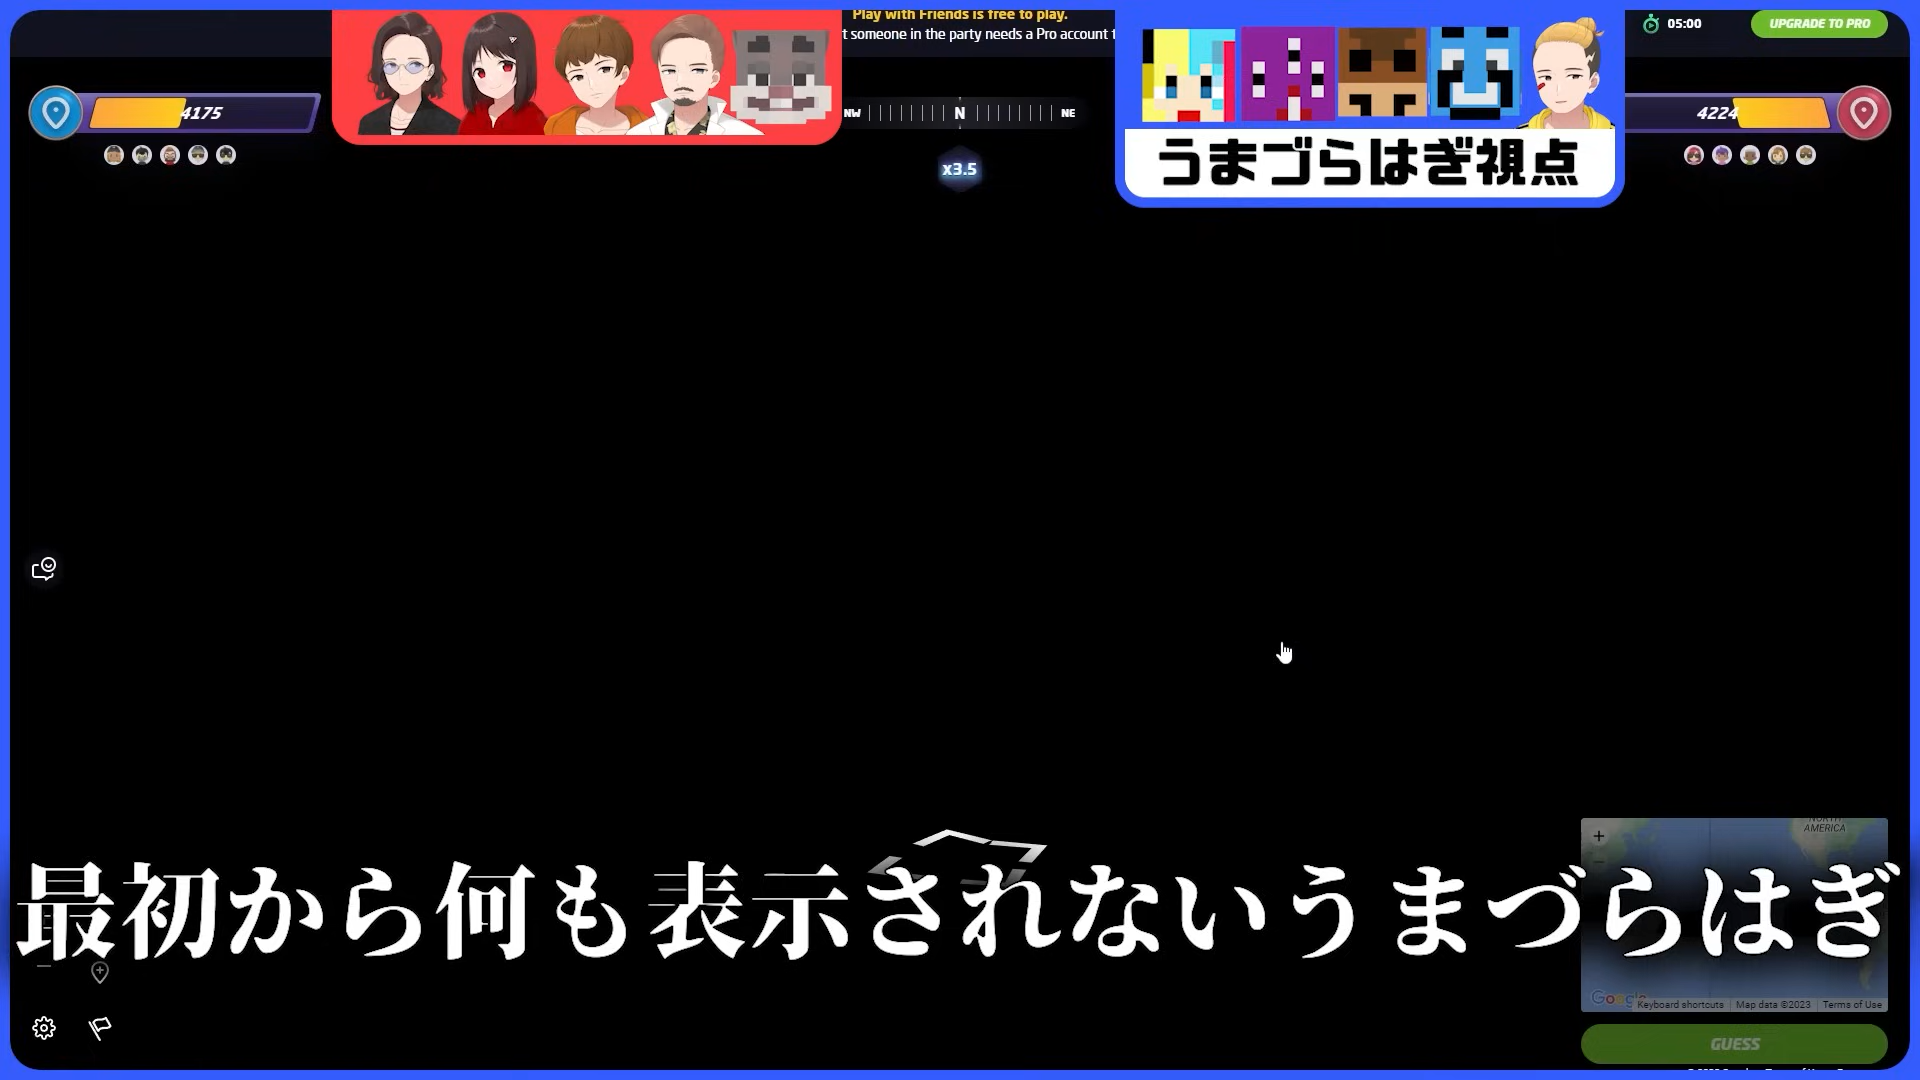 Play with Friends is free to play.
t someone in the party needs a Pro account t
05:00
UPGRADE TO PRO
4175
NW
N
NE
4224
x3.5
うまづらはぎ視点
NORTH
AMERICA
最初から何も表示されないうまづらはぎ
Google
Keyboard shortcuts
Map data ©2023
Terms of Use
GUESS